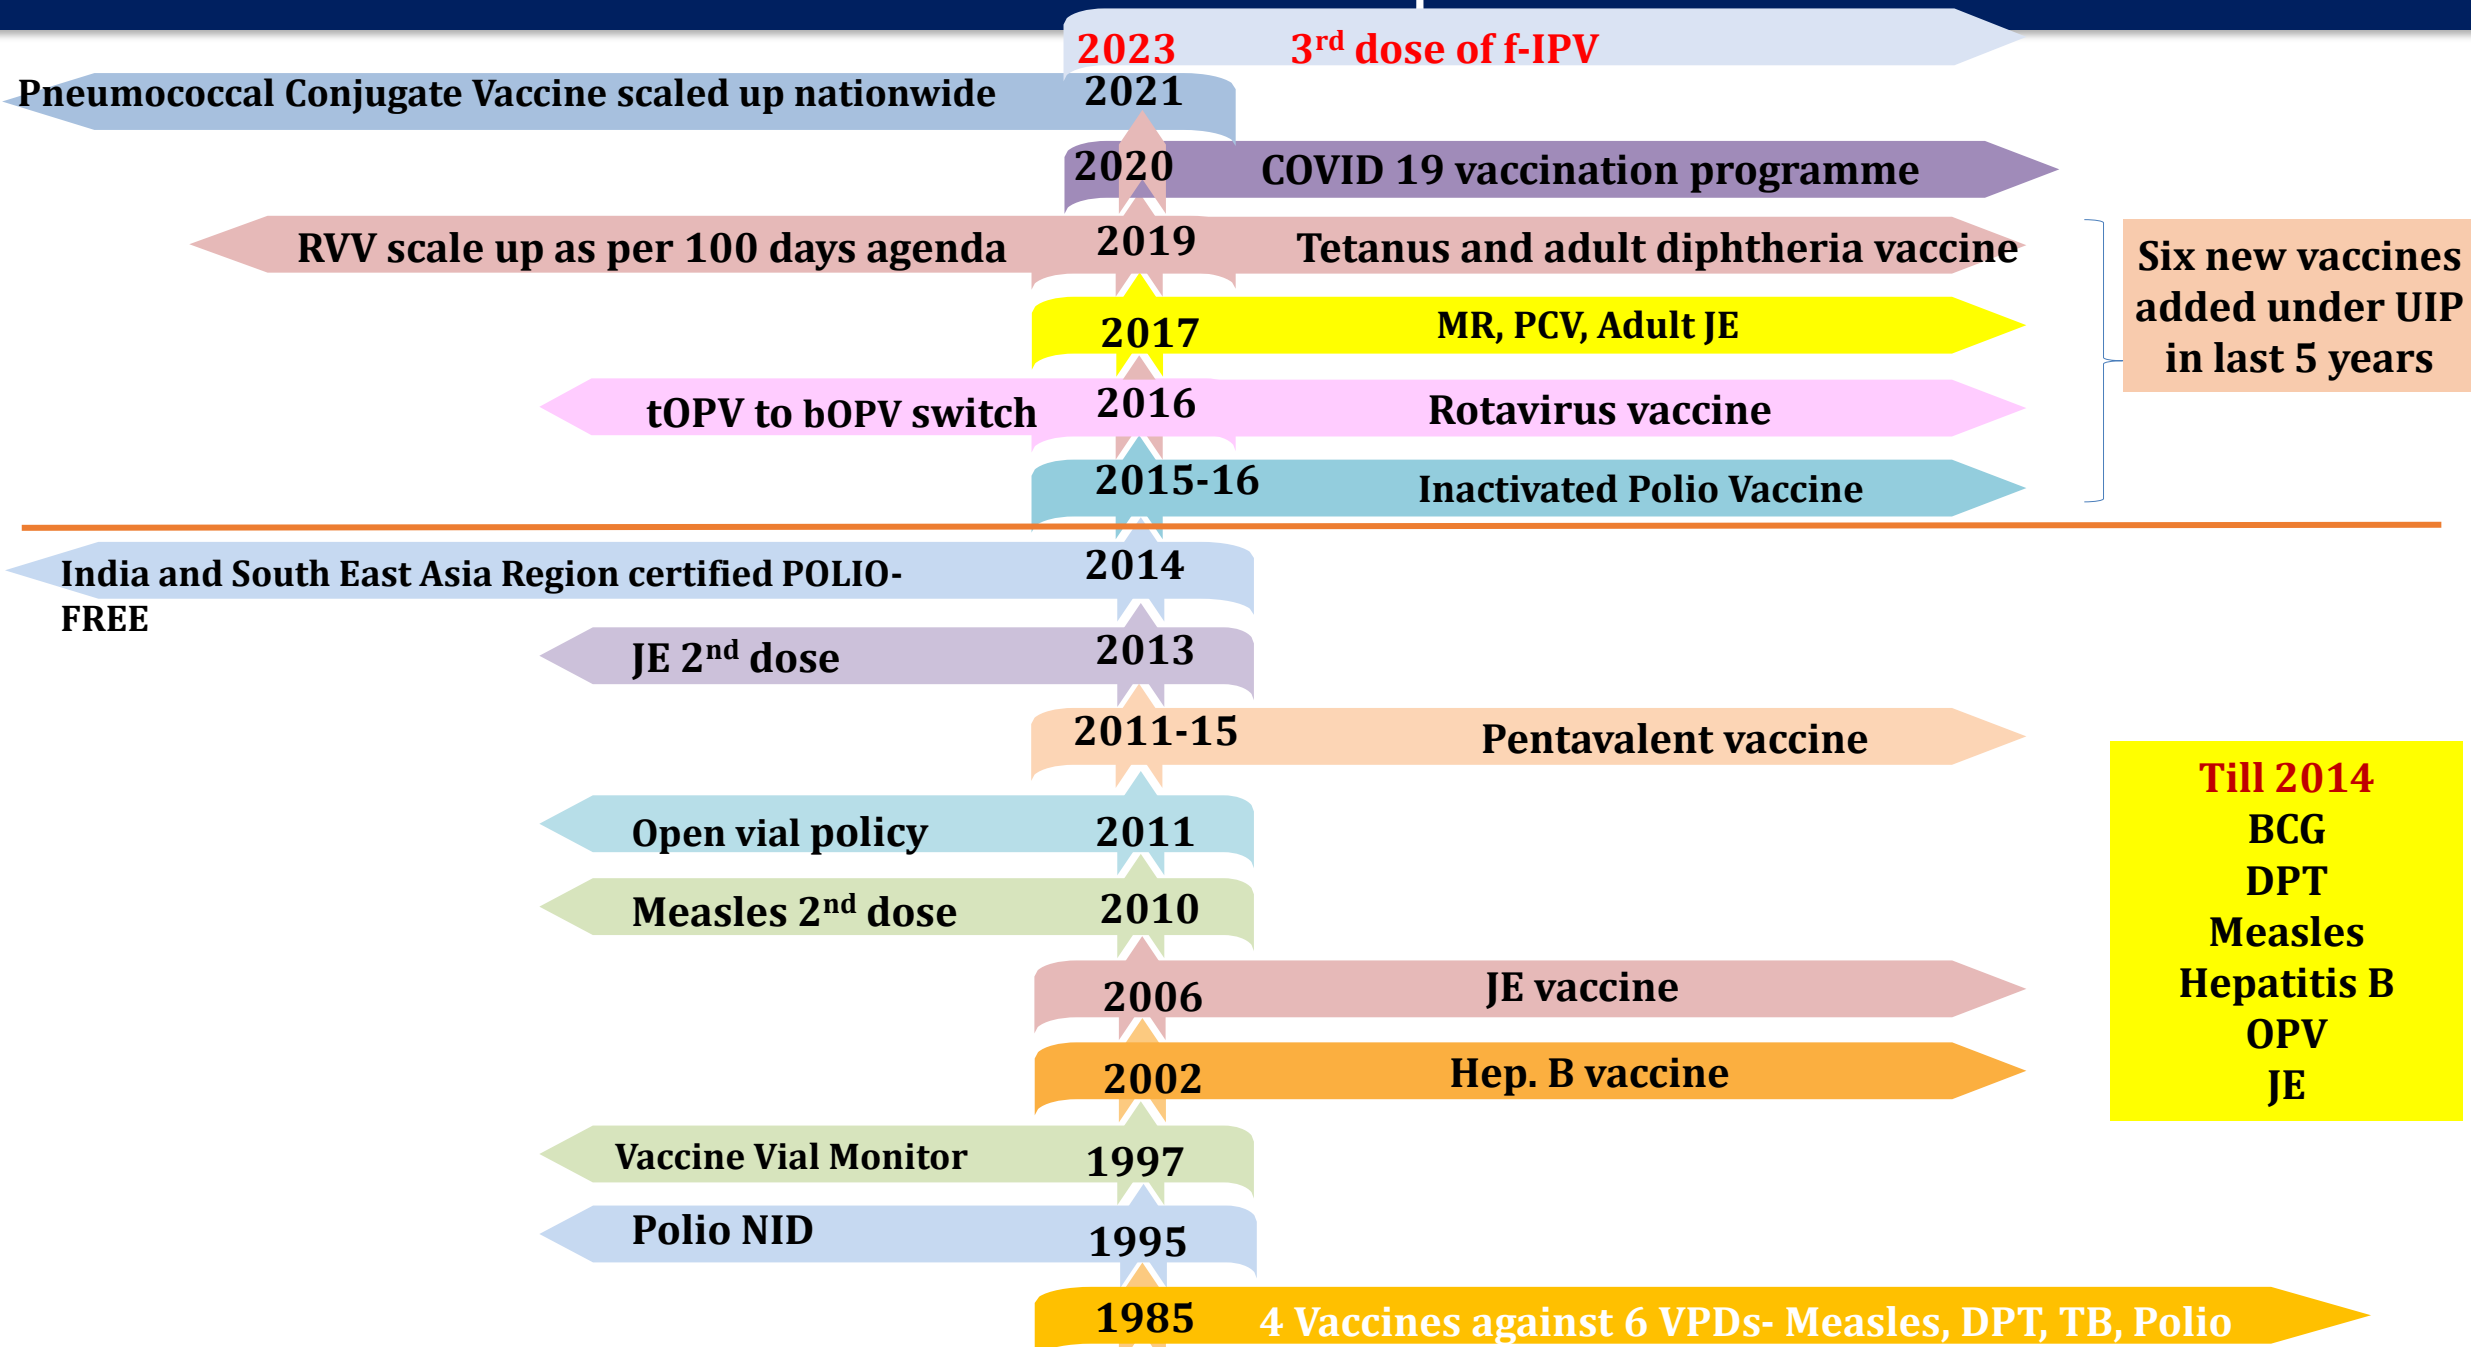 2023 3rd dose of f-IPV
Pneumococcal Conjugate Vaccine scaled up nationwide 2021
2020 COVID 19 vaccination programme
RVV scale up as per 100 days agenda 2019 Tetanus and adult diphtheria vaccine
2017 MR, PCV, Adult JE
tOPV to bOPV switch 2016 Rotavirus vaccine
2015-16 Inactivated Polio Vaccine
Six new vaccines
added under UIP
in last 5 years
India and South East Asia Region certified POLIO-
FREE
2014
JE 2nd dose 2013
2011-15 Pentavalent vaccine
Open vial policy 2011
Measles 2nd dose 2010
2006 JE vaccine
2002 Hep. B vaccine
Vaccine Vial Monitor 1997
Polio NID 1995
1985 4 Vaccines against 6 VPDs- Measles, DPT, TB, Polio
Till 2014
BCG
DPT
Measles
Hepatitis B
OPV
JE